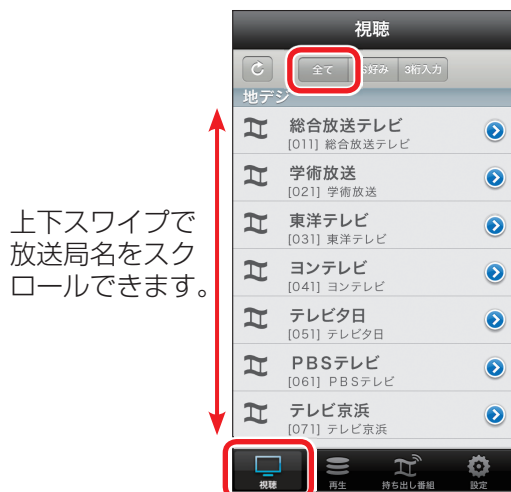 視聴
全て
お好み
3桁入力
地デジ
総合放送テレビ
[011] 総合放送テレビ
学術放送
[021] 学術放送
東洋テレビ
[031] 東洋テレビ
ヨンテレビ
[041] ヨンテレビ
テレビ夕日
[051] テレビ夕日
PBSテレビ
[061] PBSテレビ
テレビ京浜
[071] テレビ京浜
視聴
再生
持ち出し番組
設定
上下スワイプで
放送局名をスク
ロールできます。